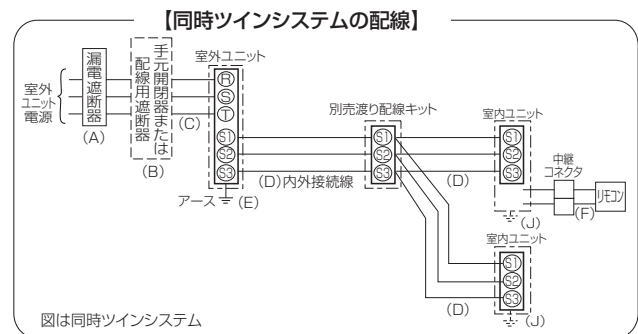 【同時ツインシステムの配線】
室外
ユニット
電源
漏電遮断器
(A)
手元開閉器または
配線用遮断器
(B)
(C)
室外ユニット
R
S
T
S1
S2
S3
アース
(E)
(D)内外接続線
別売渡り配線キット
S1
S2
S3
(D)
室内ユニット
S1
S2
S3
(J)
中継
コネクタ
リモコン
(F)
室内ユニット
S1
S2
S3
(D)
(J)
図は同時ツインシステム